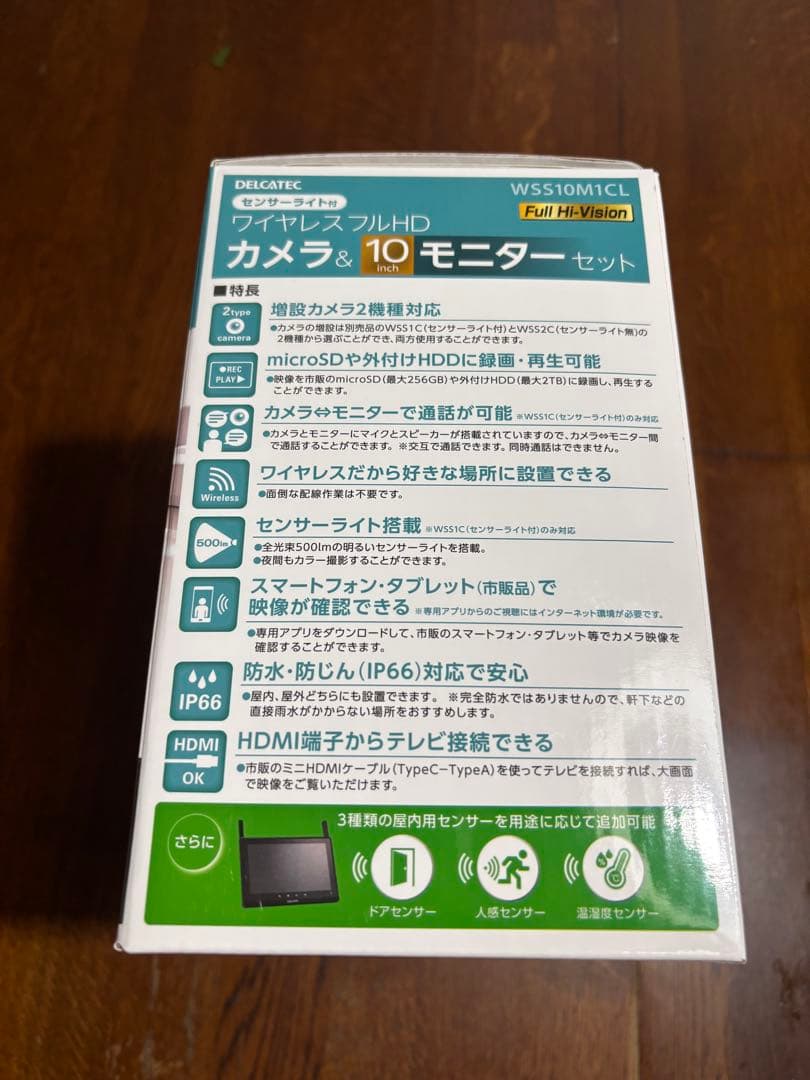 DELCATEC
WSS10M1CL
センサーライト付
Full Hi-Vision
ワイヤレスフルHD
カメラ&10inchモニターセット
■特長
2type
camera
増設カメラ2機種対応
●カメラの増設は別売品のWSS1C(センサーライト付)とWSS2C(センサーライト無)の
2機種から選ぶことができ、両方使用することができます。
●REC
PLAY▶
microSDや外付けHDDに録画・再生可能
●映像を市販のmicroSD(最大256GB)や外付けHDD(最大2TB)に録画し、再生する
ことができます。
カメラ⇔モニターで通話が可能 ※WSS1C(センサーライト付)のみ対応
●カメラとモニターにマイクとスピーカーが搭載されていますので、カメラ⇔モニター間
で通話することができます。※交互で通話できます。同時通話はできません。
Wireless
ワイヤレスだから好きな場所に設置できる
●面倒な配線作業は不要です。
500lm
センサーライト搭載 ※WSS1C(センサーライト付)のみ対応
●全光束500lmの明るいセンサーライトを搭載。
●夜間もカラー撮影することができます。
スマートフォン・タブレット(市販品)で
映像が確認できる ※専用アプリからのご視聴にはインターネット環境が必要です。
●専用アプリをダウンロードして、市販のスマートフォン・タブレット等でカメラ映像を
確認することができます。
IP66
防水・防じん(IP66)対応で安心
●屋内、屋外どちらにも設置できます。 ※完全防水ではありませんので、軒下などの
直接雨水がかからない場所をおすすめします。
HDMI
OK
HDMI端子からテレビ接続できる
●市販のミニHDMIケーブル(TypeC−TypeA)を使ってテレビを接続すれば、大画面
で映像をご覧いただけます。
さらに
3種類の屋内用センサーを用途に応じて追加可能
ドアセンサー
人感センサー
温湿度センサー